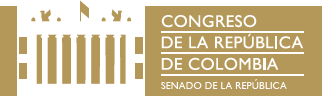 CONGRESO
DE LA REPÚBLICA
DE COLOMBIA
SENADO DE LA REPÚBLICA